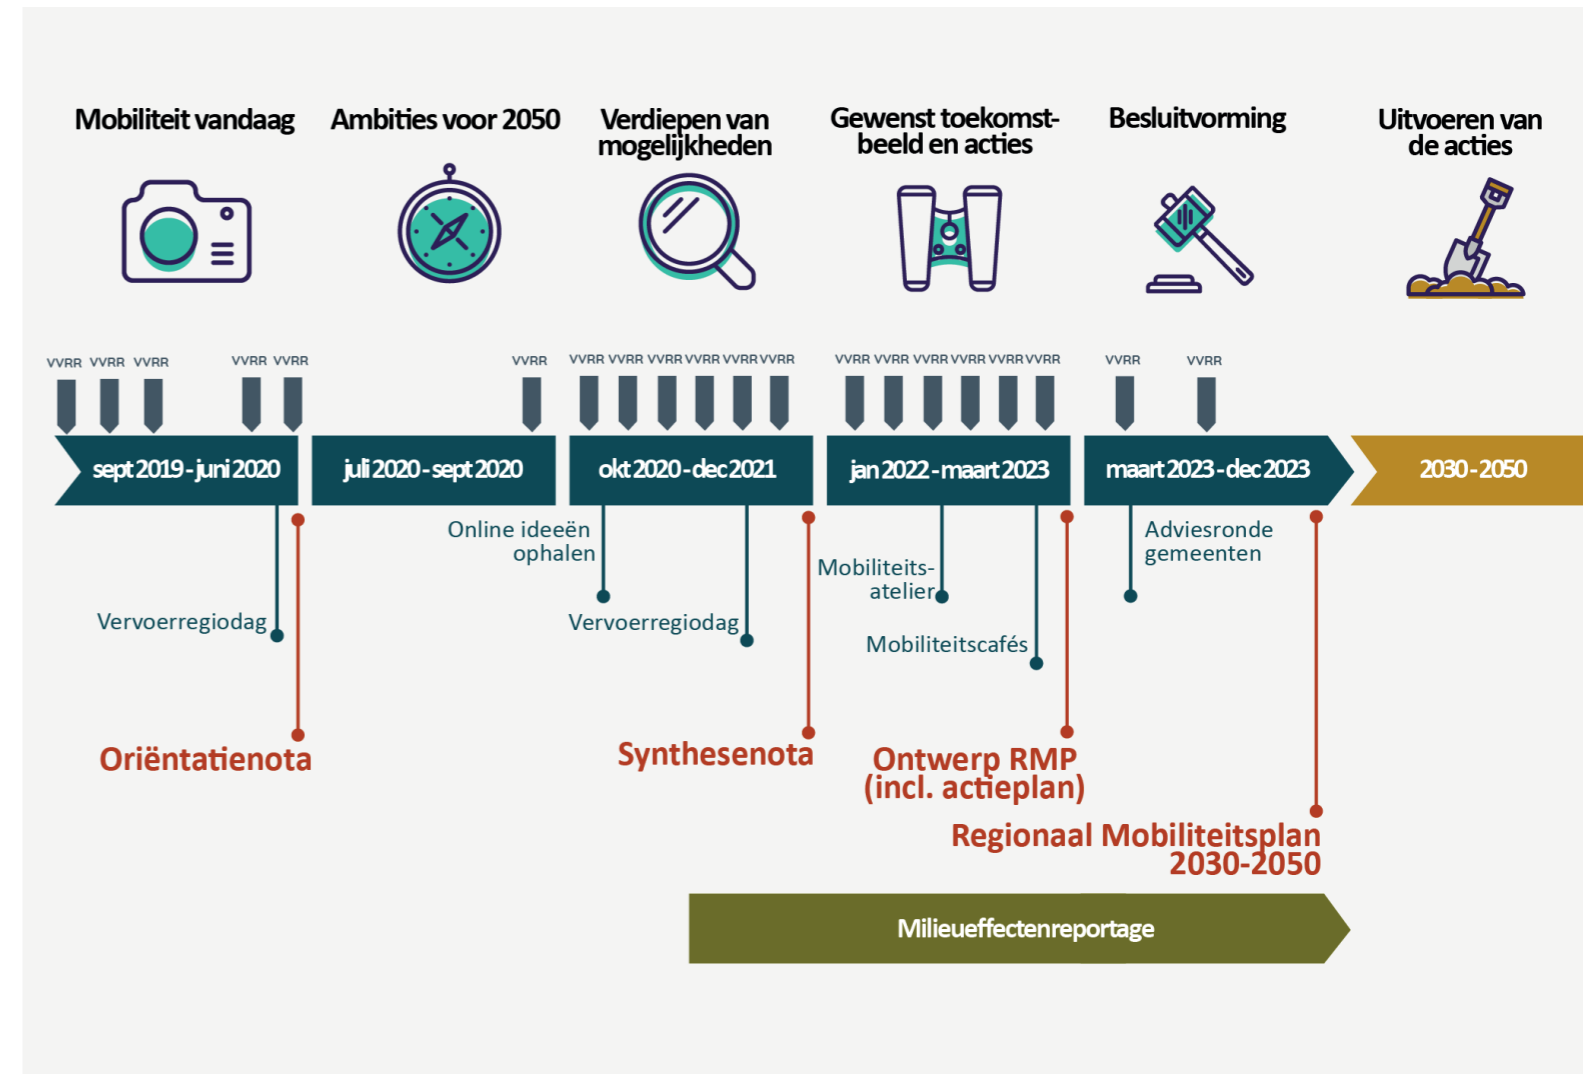 Mobiliteit vandaag
Ambities voor 2050
Verdiepen van
mogelijkheden
Gewenst toekomst-
beeld en acties
Besluitvorming
Uitvoeren van
de acties
VVRR VVRR VVRR VVRR VVRR VVRR VVRR VVRR VVRR VVRR VVRR VVRR VVRR VVRR VVRR VVRR VVRR VVRR VVRR VVRR
sept 2019 - juni 2020
juli 2020 - sept 2020
okt 2020 - dec 2021
jan 2022 - maart 2023
maart 2023 - dec 2023
2030 - 2050
Vervoerregiodag
Online ideeën
ophalen
Vervoerregiodag
Mobiliteits-
atelier
Mobiliteitscafés
Adviesronde
gemeenten
Oriëntatienota
Synthesenota
Ontwerp RMP
(incl. actieplan)
Regionaal Mobiliteitsplan
2030-2050
Milieueffectenreportage